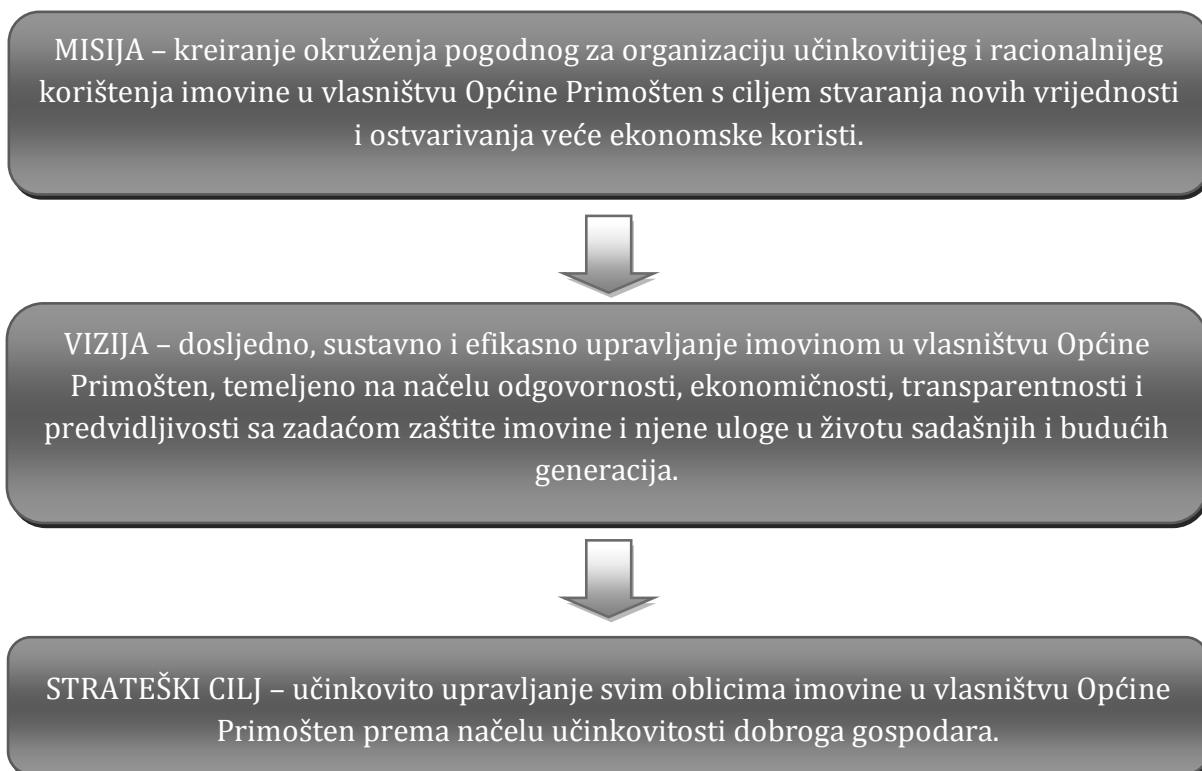 MISIJA – kreiranje okruženja pogodnog za organizaciju učinkovitijeg i racionalnijeg
korištenja imovine u vlasništvu Općine Primošten s ciljem stvaranja novih vrijednosti
i ostvarivanja veće ekonomske koristi.
VIZIJA – dosljedno, sustavno i efikasno upravljanje imovinom u vlasništvu Općine
Primošten, temeljeno na načelu odgovornosti, ekonomičnosti, transparentnosti i
predvidljivosti sa zadaćom zaštite imovine i njene uloge u životu sadašnjih i budućih
generacija.
STRATEŠKI CILJ – učinkovito upravljanje svim oblicima imovine u vlasništvu Općine
Primošten prema načelu učinkovitosti dobroga gospodara.